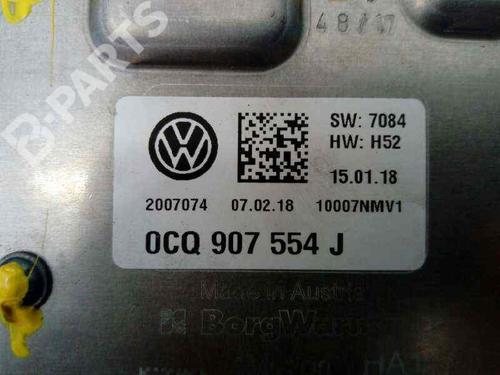 48/17
B-PARTS
SW: 7084
HW: H52
15.01.18
2007074 07.02.18 10007NMV1
0CQ 907 554 J
Made in Austria
BorgWarner